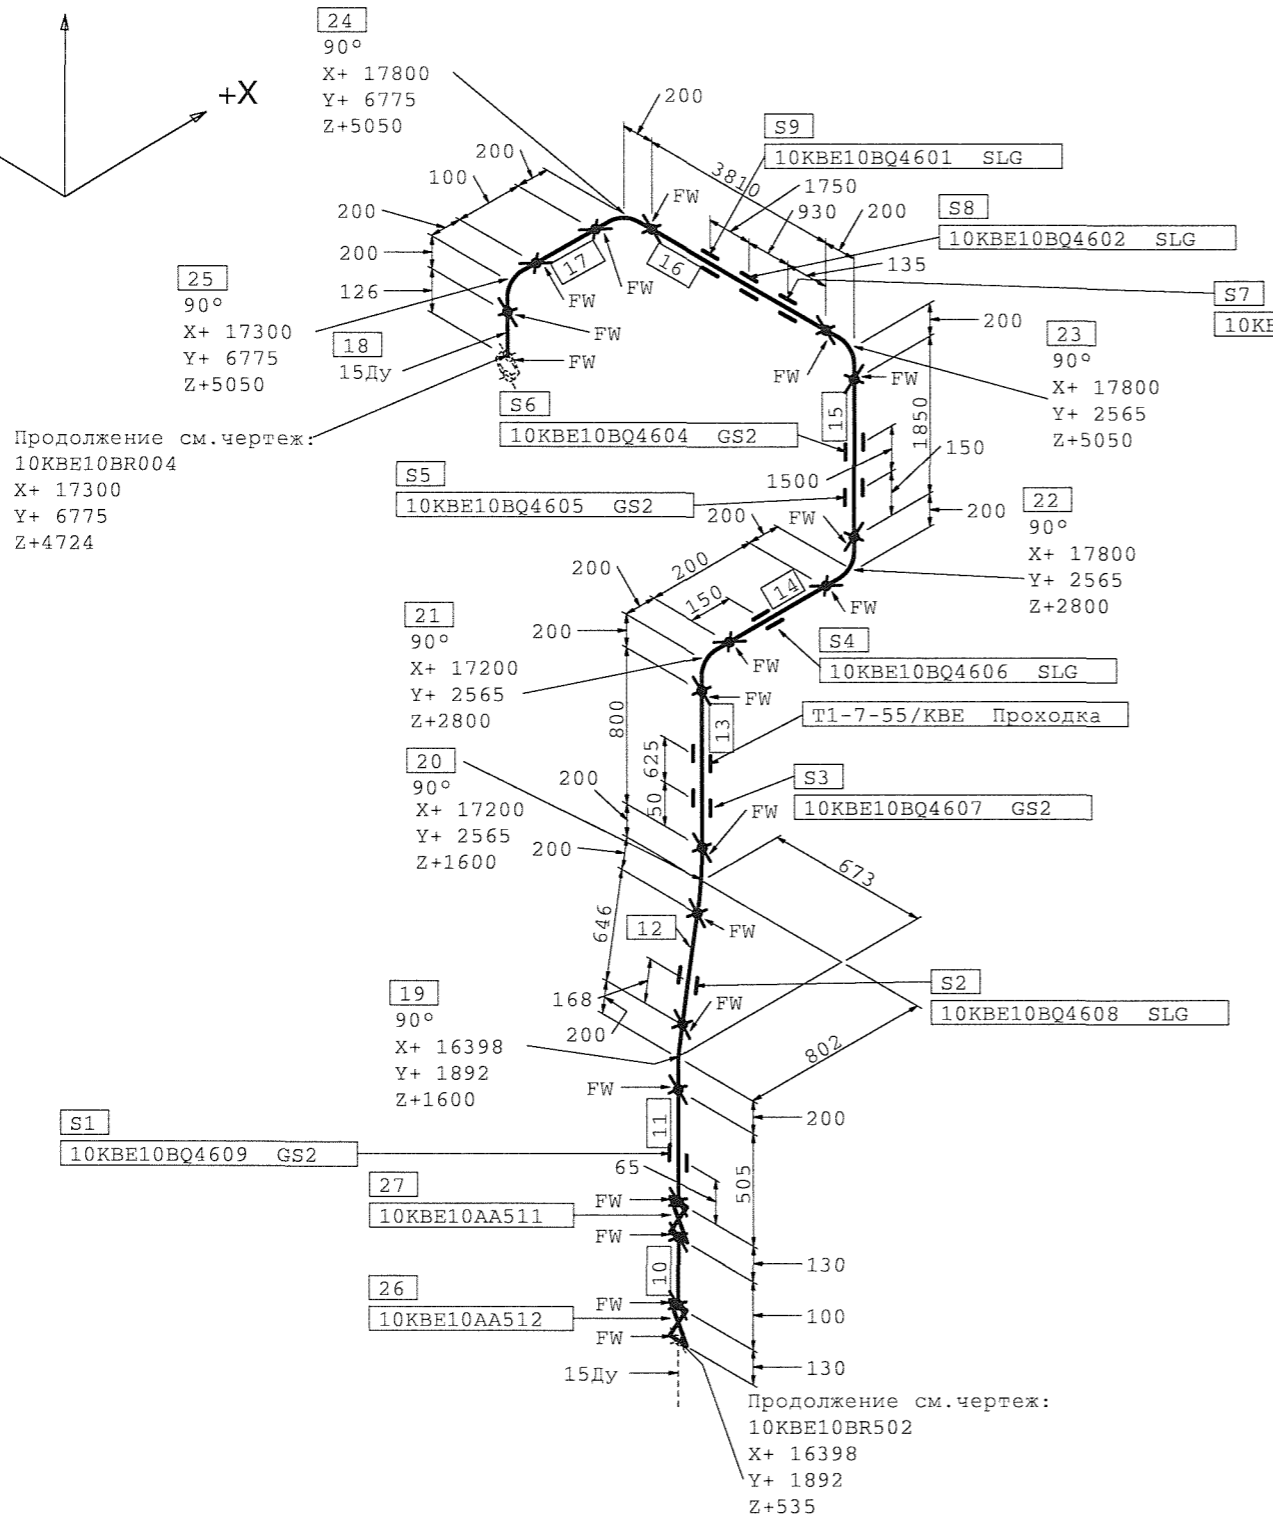 +X
24
90°
X+ 17800
Y+ 6775
Z+5050
200
S9
10KBE10BQ4601 SLG
3810
1750
930
200
S8
10KBE10BQ4602 SLG
135
S7
10KE
200
100
200
200
126
FW
17
FW
FW
16
FW
FW
FW
25
90°
X+ 17300
Y+ 6775
Z+5050
18
15Ду
FW
FW
200
23
90°
X+ 17800
Y+ 2565
Z+5050
15
1850
S6
10KBE10BQ4604 GS2
Продолжение см.чертеж:
10KBE10BR004
X+ 17300
Y+ 6775
Z+4724
S5
10KBE10BQ4605 GS2
1500
150
200
22
90°
X+ 17800
Y+ 2565
Z+2800
200
FW
200
200
150
14
FW
200
21
90°
X+ 17200
Y+ 2565
Z+2800
FW
S4
10KBE10BQ4606 SLG
FW
800
13
T1-7-55/KBE Проходка
625
20
90°
X+ 17200
Y+ 2565
Z+1600
200
50
S3
10KBE10BQ4607 GS2
FW
200
673
646
12
FW
168
S2
10KBE10BQ4608 SLG
19
90°
X+ 16398
Y+ 1892
Z+1600
200
FW
802
FW
200
11
S1
10KBE10BQ4609 GS2
65
505
27
10KBE10AA511
FW
FW
130
10
26
10KBE10AA512
FW
100
FW
130
15Ду
Продолжение см.чертеж:
10KBE10BR502
X+ 16398
Y+ 1892
Z+535